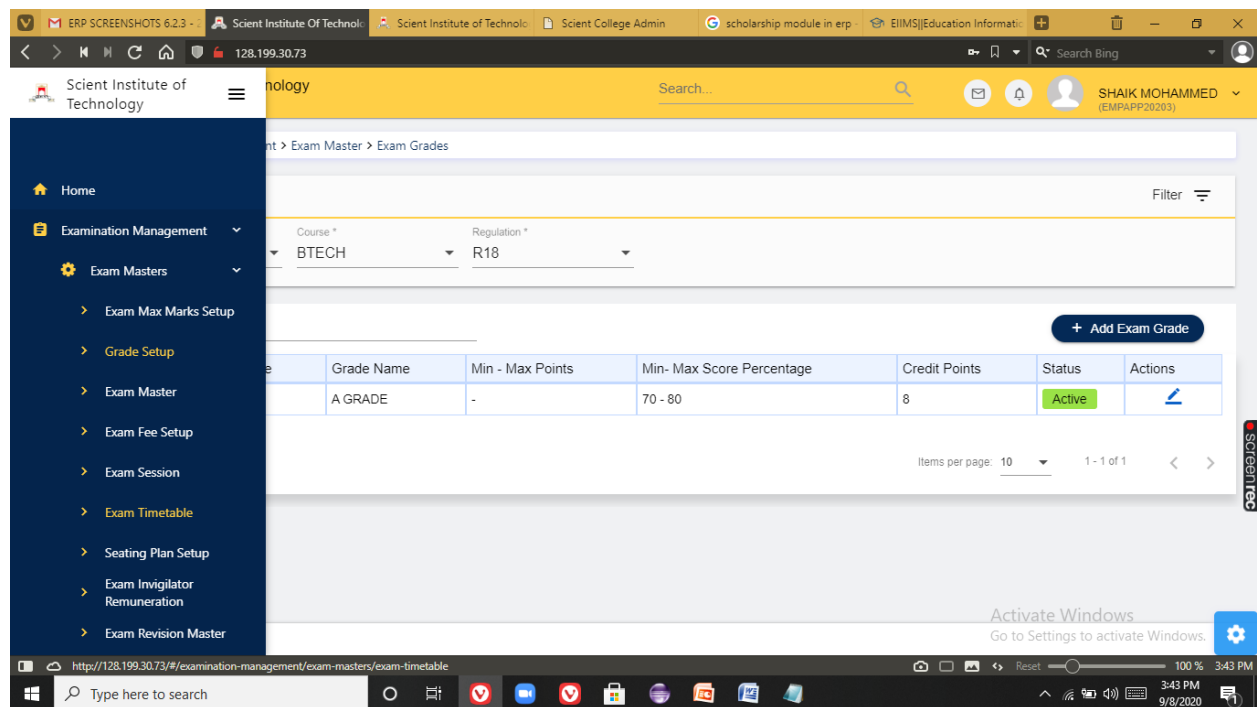 ERP SCREENSHOTS 6.2.3 -
Scient Institute Of Technolo
Scient Institute of Technolo
Scient College Admin
scholarship module in erp -
EIIMS||Education Informatic
128.199.30.73
Search Bing
Scient Institute of
Technology
nology
Search...
SHAIK MOHAMMED
(EMPAPP20203)
nt > Exam Master > Exam Grades
Home
Filter
Examination Management
Course *
Regulation *
BTECH
R18
Exam Masters
Exam Max Marks Setup
+ Add Exam Grade
Grade Setup
e
Grade Name
Min - Max Points
Min- Max Score Percentage
Credit Points
Status
Actions
Exam Master
A GRADE
-
70 - 80
8
Active
Exam Fee Setup
Exam Session
Items per page: 10
1 - 1 of 1
screenrec
Exam Timetable
Seating Plan Setup
Exam Invigilator
Remuneration
Exam Revision Master
Activate Windows
Go to Settings to activate Windows.
http://128.199.30.73/#/examination-management/exam-masters/exam-timetable
Reset
100 %
3:43 PM
Type here to search
3:43 PM
9/8/2020